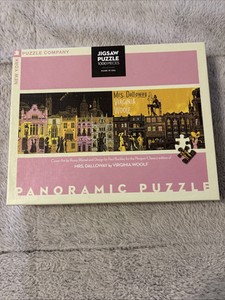 NEW YORK
PUZZLE COMPANY
JIGSAW
PUZZLE
1000 PIECES
Mrs. Dalloway
VIRGINIA
WOOLF
PANORAMIC PUZZLE
MRS. DALLOWAY by VIRGINIA WOOLF